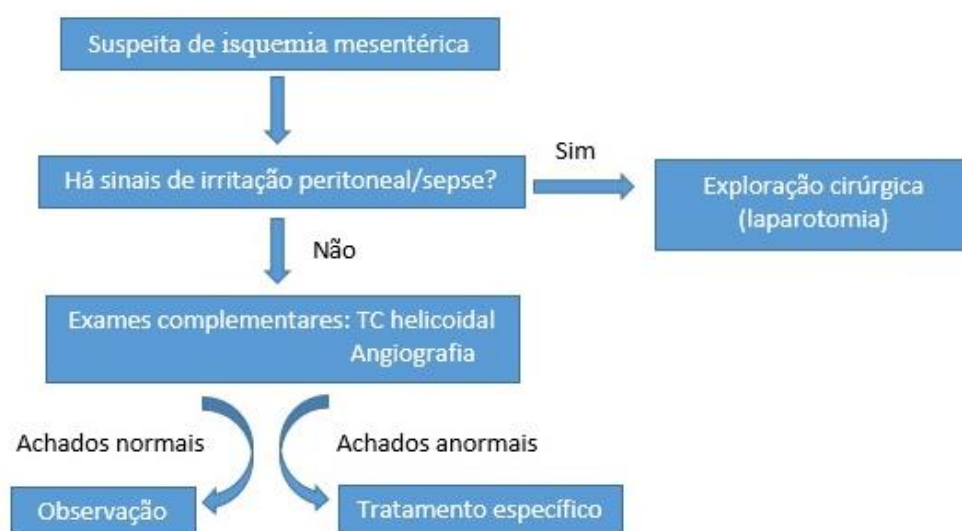 Suspeita de isquemia mesentérica
Há sinais de irritação peritoneal/sepse?
Sim
Exploração cirúrgica
(laparotomia)
Não
Exames complementares: TC helicoidal
Angiografia
Achados normais
Achados anormais
Observação
Tratamento específico